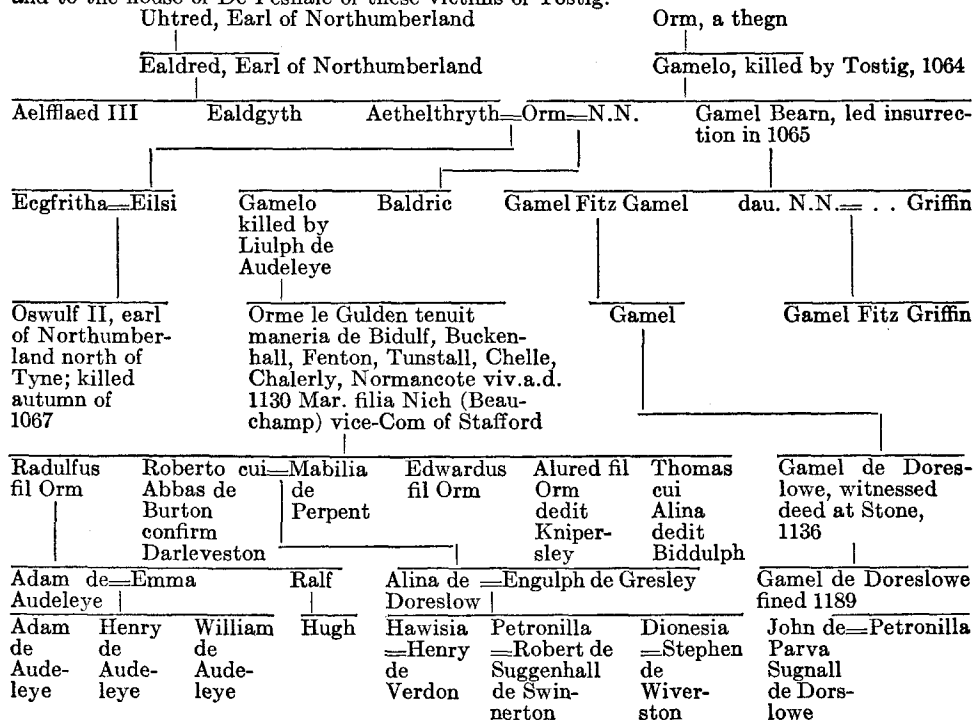 and to the house of De Peshale of these victims of Tostig.
Uhtred, Earl of Northumberland
Orm, a thegn
Ealdred, Earl of Northumberland
Gamelo, killed by Tostig, 1064
Aelfflaed III
Ealdgyth
Aethelthryth=Orm=N.N.
Gamel Bearn, led insurrec-
tion in 1065
Ecgfritha=Eilsi
Gamelo
killed by
Liulph de
Audeleye
Baldric
Gamel Fitz Gamel
dau. N.N.= . . Griffin
Oswulf II, earl
of Northumber-
land north of
Tyne; killed
autumn of
1067
Orme le Gulden tenuit
maneria de Bidulf, Bucken-
hall, Fenton, Tunstall, Chelle,
Chalerly, Normancote viv.a.d.
1130 Mar. filia Nich (Beau-
champ) vice-Com of Stafford
Gamel
Gamel Fitz Griffin
Radulfus
fil Orm
Roberto cui=Mabilia
Abbas de
Burton
confirm
Darleveston
de
Perpent
Edwardus
fil Orm
Alured fil
Orm
dedit
Kniper-
sley
Thomas
cui
Alina
dedit
Biddulph
Gamel de Dores-
lowe, witnessed
deed at Stone,
1136
Adam de=Emma
Audeleye
Ralf
Alina de =Engulph de Gresley
Doreslow
Gamel de Doreslowe
fined 1189
Adam
de
Aude-
leye
Henry
de
Aude-
leye
William
de
Aude-
leye
Hugh
Hawisia
=Henry
de
Verdon
Petronilla
=Robert de
Suggenhall
de Swin-
nerton
Dionesia
=Stephen
de
Wiver-
ston
John de=Petronilla
Parva
Sugnall
de Dors-
lowe